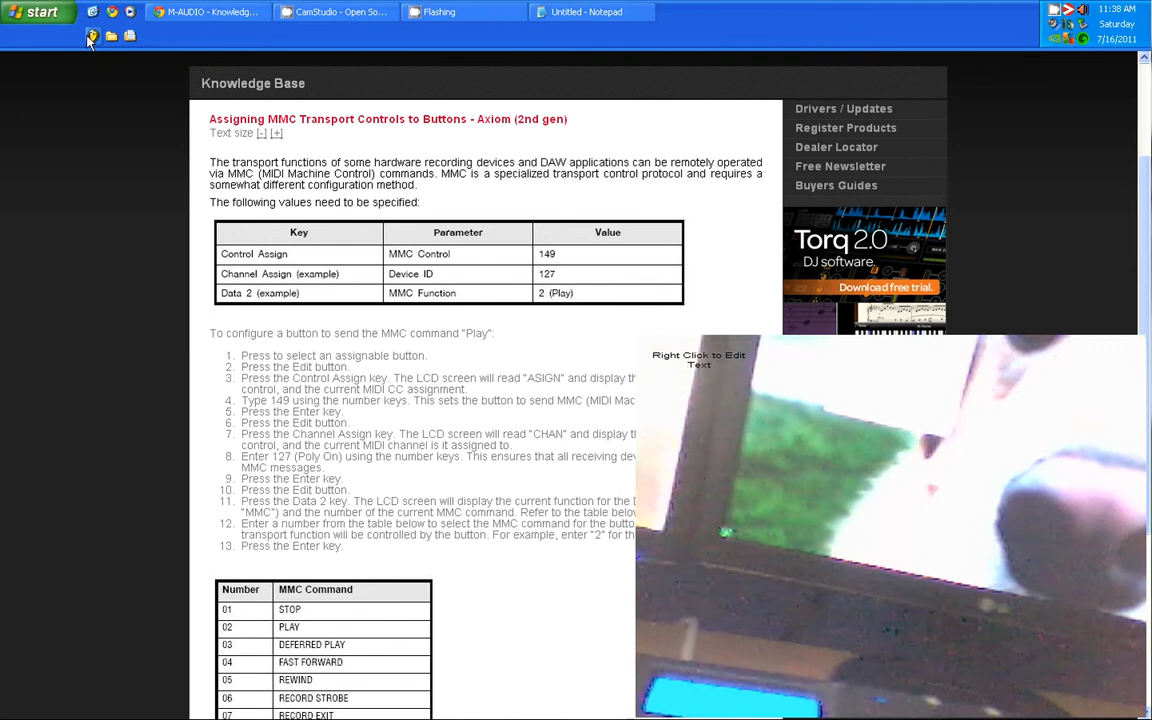 start
M-AUDIO - Knowledg...
CamStudio - Open So...
Flashing
Untitled - Notepad
11:38 AM
Saturday
7/16/2011
Knowledge Base
Assigning MMC Transport Controls to Buttons - Axiom (2nd gen)
Text size [-] [+]
The transport functions of some hardware recording devices and DAW applications can be remotely operated
via MMC (MIDI Machine Control) commands. MMC is a specialized transport control protocol and requires a
somewhat different configuration method.
The following values need to be specified:
Key Parameter Value
Control Assign MMC Control 149
Channel Assign (example) Device ID 127
Data 2 (example) MMC Function 2 (Play)
To configure a button to send the MMC command "Play":
1. Press to select an assignable button.
2. Press the Edit button.
3. Press the Control Assign key. The LCD screen will read "ASIGN" and display th
control, and the current MIDI CC assignment.
4. Type 149 using the number keys. This sets the button to send MMC (MIDI Mac
5. Press the Enter key.
6. Press the Edit button.
7. Press the Channel Assign key. The LCD screen will read "CHAN" and display th
control, and the current MIDI channel is it assigned to.
8. Enter 127 (Poly On) using the number keys. This ensures that all receiving dev
MMC messages.
9. Press the Enter key.
10. Press the Edit button.
11. Press the Data 2 key. The LCD screen will display the current function for the D
"MMC") and the number of the current MMC command. Refer to the table below
12. Enter a number from the table below to select the MMC command for the butto
transport function will be controlled by the button. For example, enter "2" for th
13. Press the Enter key.
Number MMC Command
01 STOP
02 PLAY
03 DEFERRED PLAY
04 FAST FORWARD
05 REWIND
06 RECORD STROBE
07 RECORD EXIT
Drivers / Updates
Register Products
Dealer Locator
Free Newsletter
Buyers Guides
Torq 2.0
DJ software.
Download free trial.
Right Click to Edit
Text